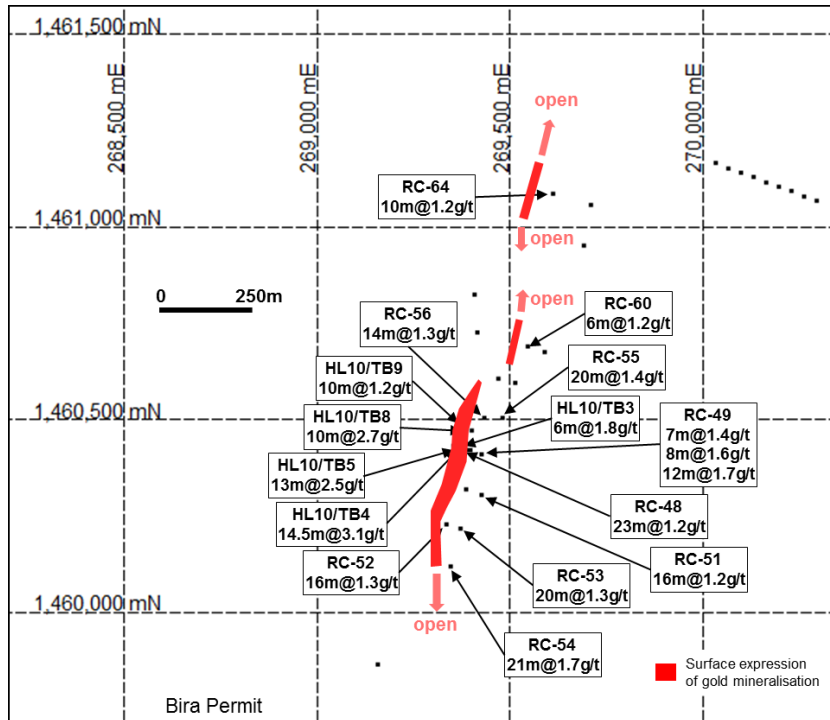 1,461,500 mN
268,500 mE
269,000 mE
269,500 mE
270,000 mE
open
RC-64
10m@1.2g/t
1,461,000 mN
open
0 250m
open
RC-56
14m@1.3g/t
RC-60
6m@1.2g/t
HL10/TB9
10m@1.2g/t
RC-55
20m@1.4g/t
1,460,500 mN
HL10/TB8
10m@2.7g/t
HL10/TB3
6m@1.8g/t
RC-49
7m@1.4g/t
8m@1.6g/t
12m@1.7g/t
HL10/TB5
13m@2.5g/t
HL10/TB4
14.5m@3.1g/t
RC-48
23m@1.2g/t
RC-52
16m@1.3g/t
RC-51
16m@1.2g/t
RC-53
20m@1.3g/t
1,460,000 mN
open
RC-54
21m@1.7g/t
Surface expression
of gold mineralisation
Bira Permit